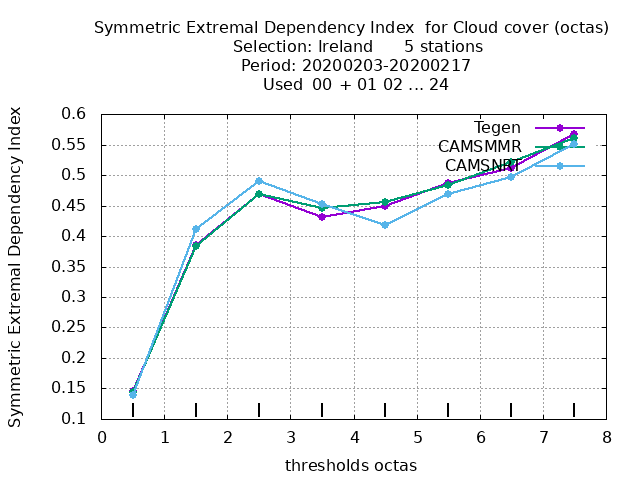 Symmetric Extremal Dependency Index for Cloud cover (octas)
Selection: Ireland 5 stations
Period: 20200203-20200217
Used 00 + 01 02 ... 24
Symmetric Extremal Dependency Index
0.6
0.55
0.5
0.45
0.4
0.35
0.3
0.25
0.2
0.15
0.1
Tegen
CAMSMMR
CAMSNRT
0 1 2 3 4 5 6 7 8
thresholds octas